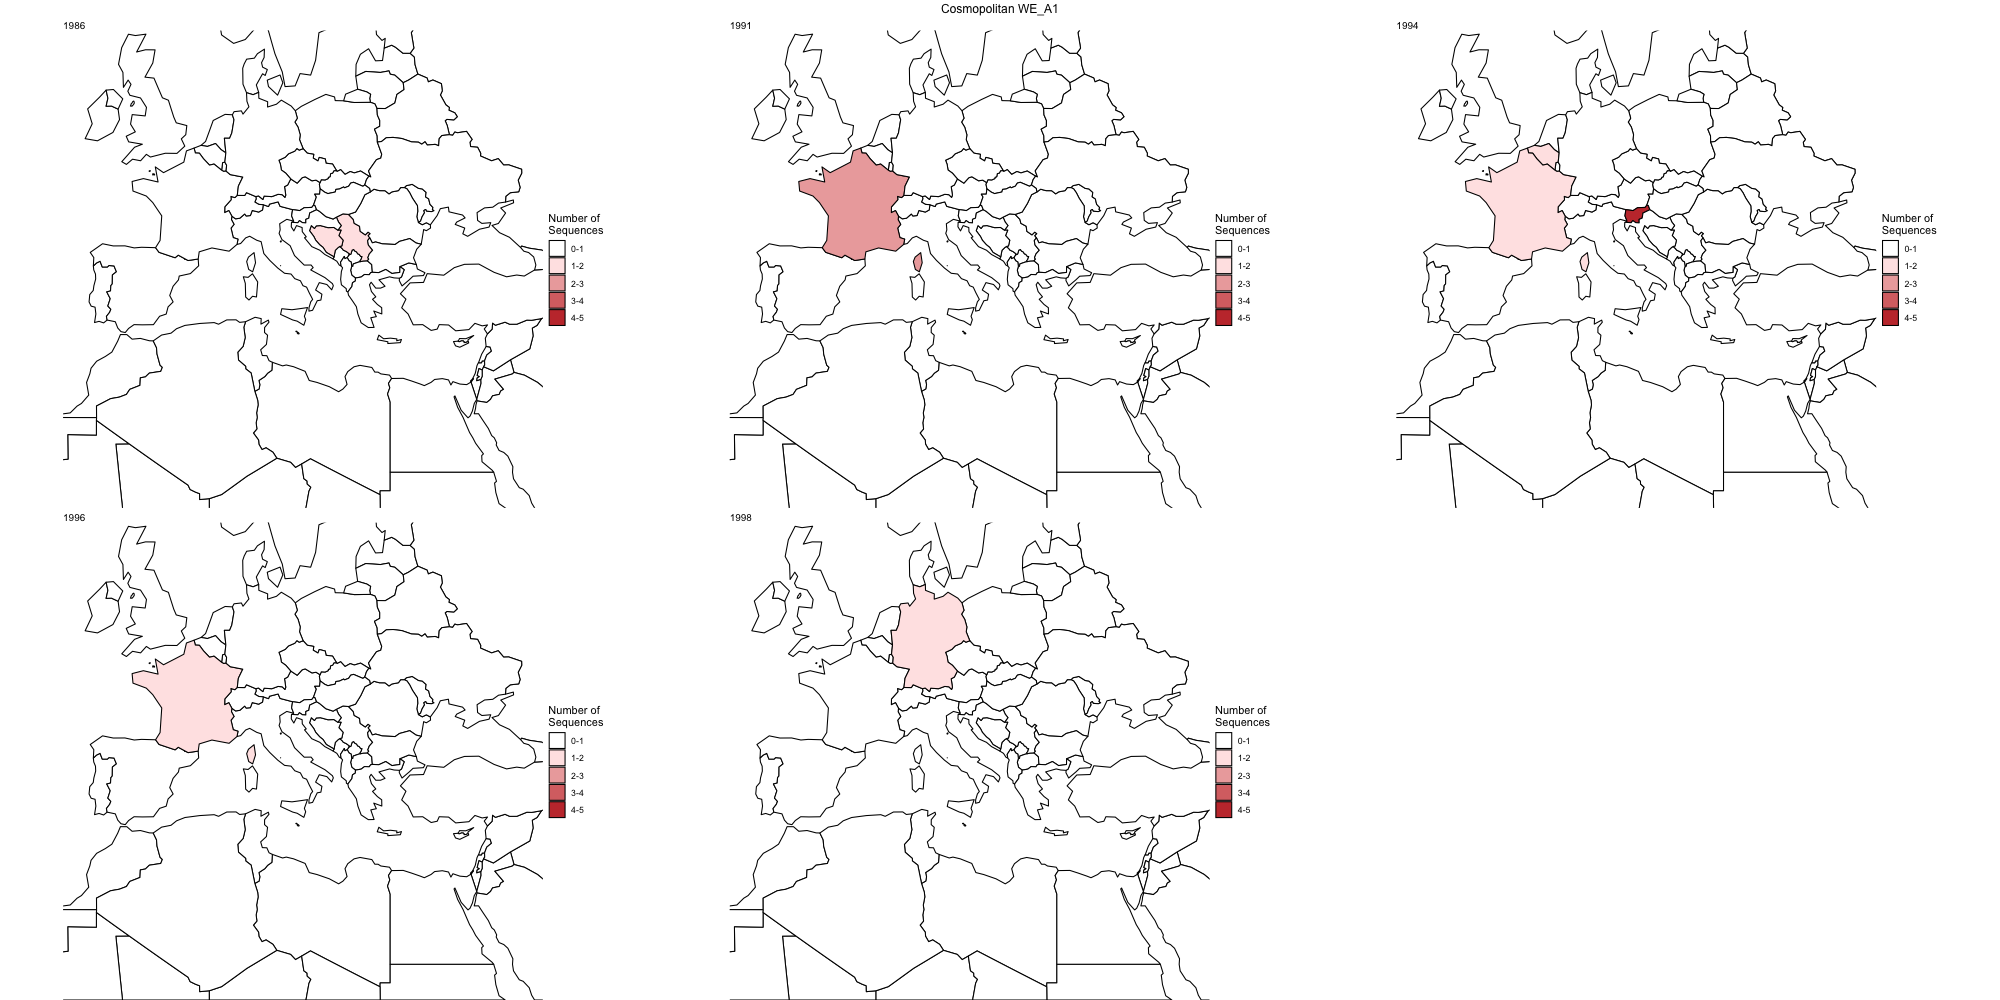 Cosmopolitan WE_A1
1986
Number of
Sequences
0-1
1-2
2-3
3-4
4-5
1991
Number of
Sequences
0-1
1-2
2-3
3-4
4-5
1994
Number of
Sequences
0-1
1-2
2-3
3-4
4-5
1996
Number of
Sequences
0-1
1-2
2-3
3-4
4-5
1998
Number of
Sequences
0-1
1-2
2-3
3-4
4-5